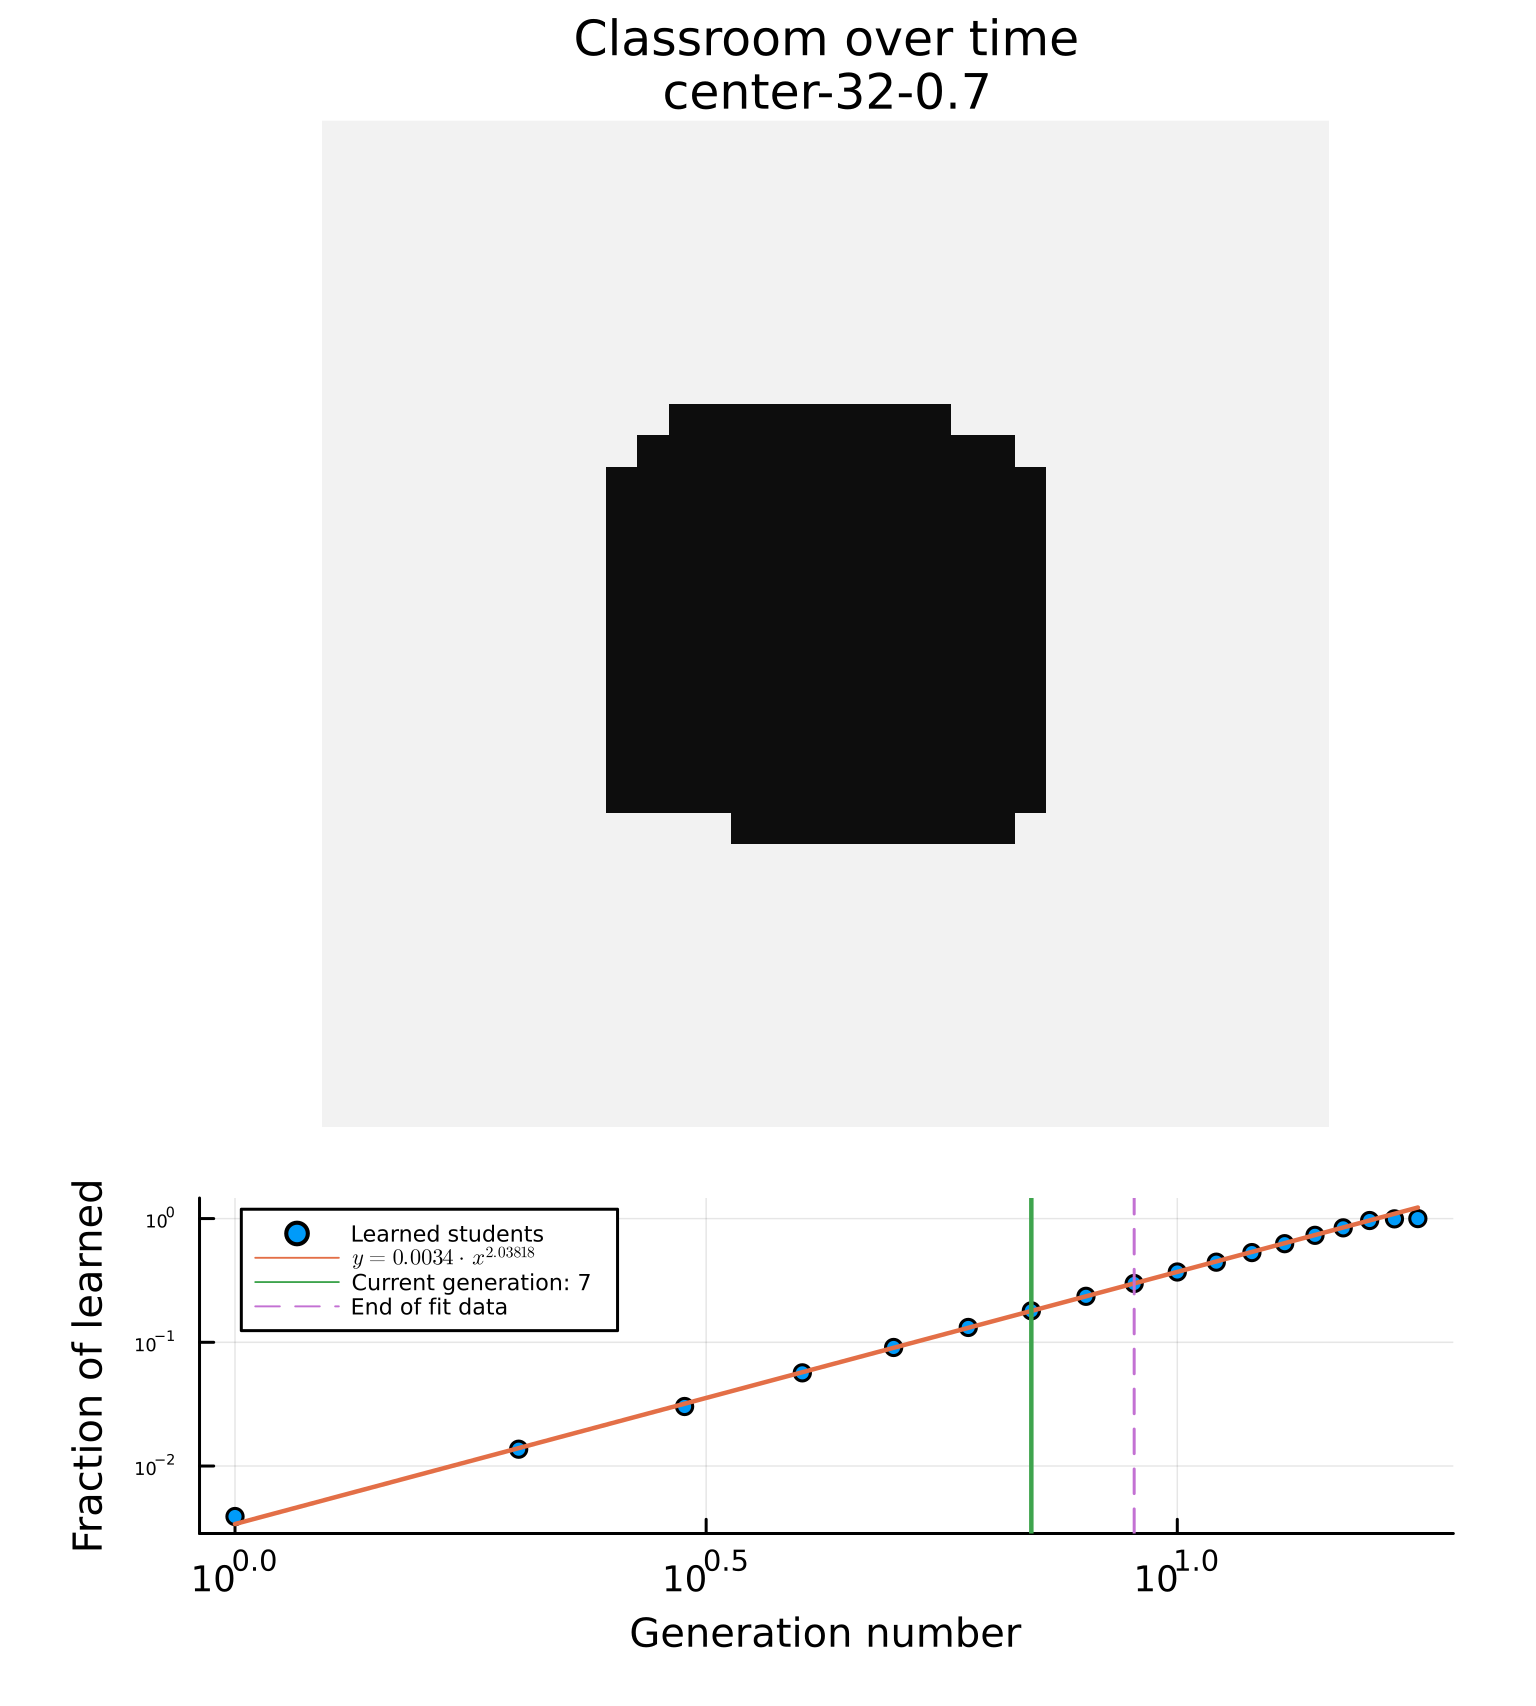 Classroom over time
center-32-0.7
Fraction of learned
10^0
10^-1
10^-2
Learned students
y = 0.0034 · x^2.03818
Current generation: 7
End of fit data
10^0.0 10^0.5 10^1.0
Generation number